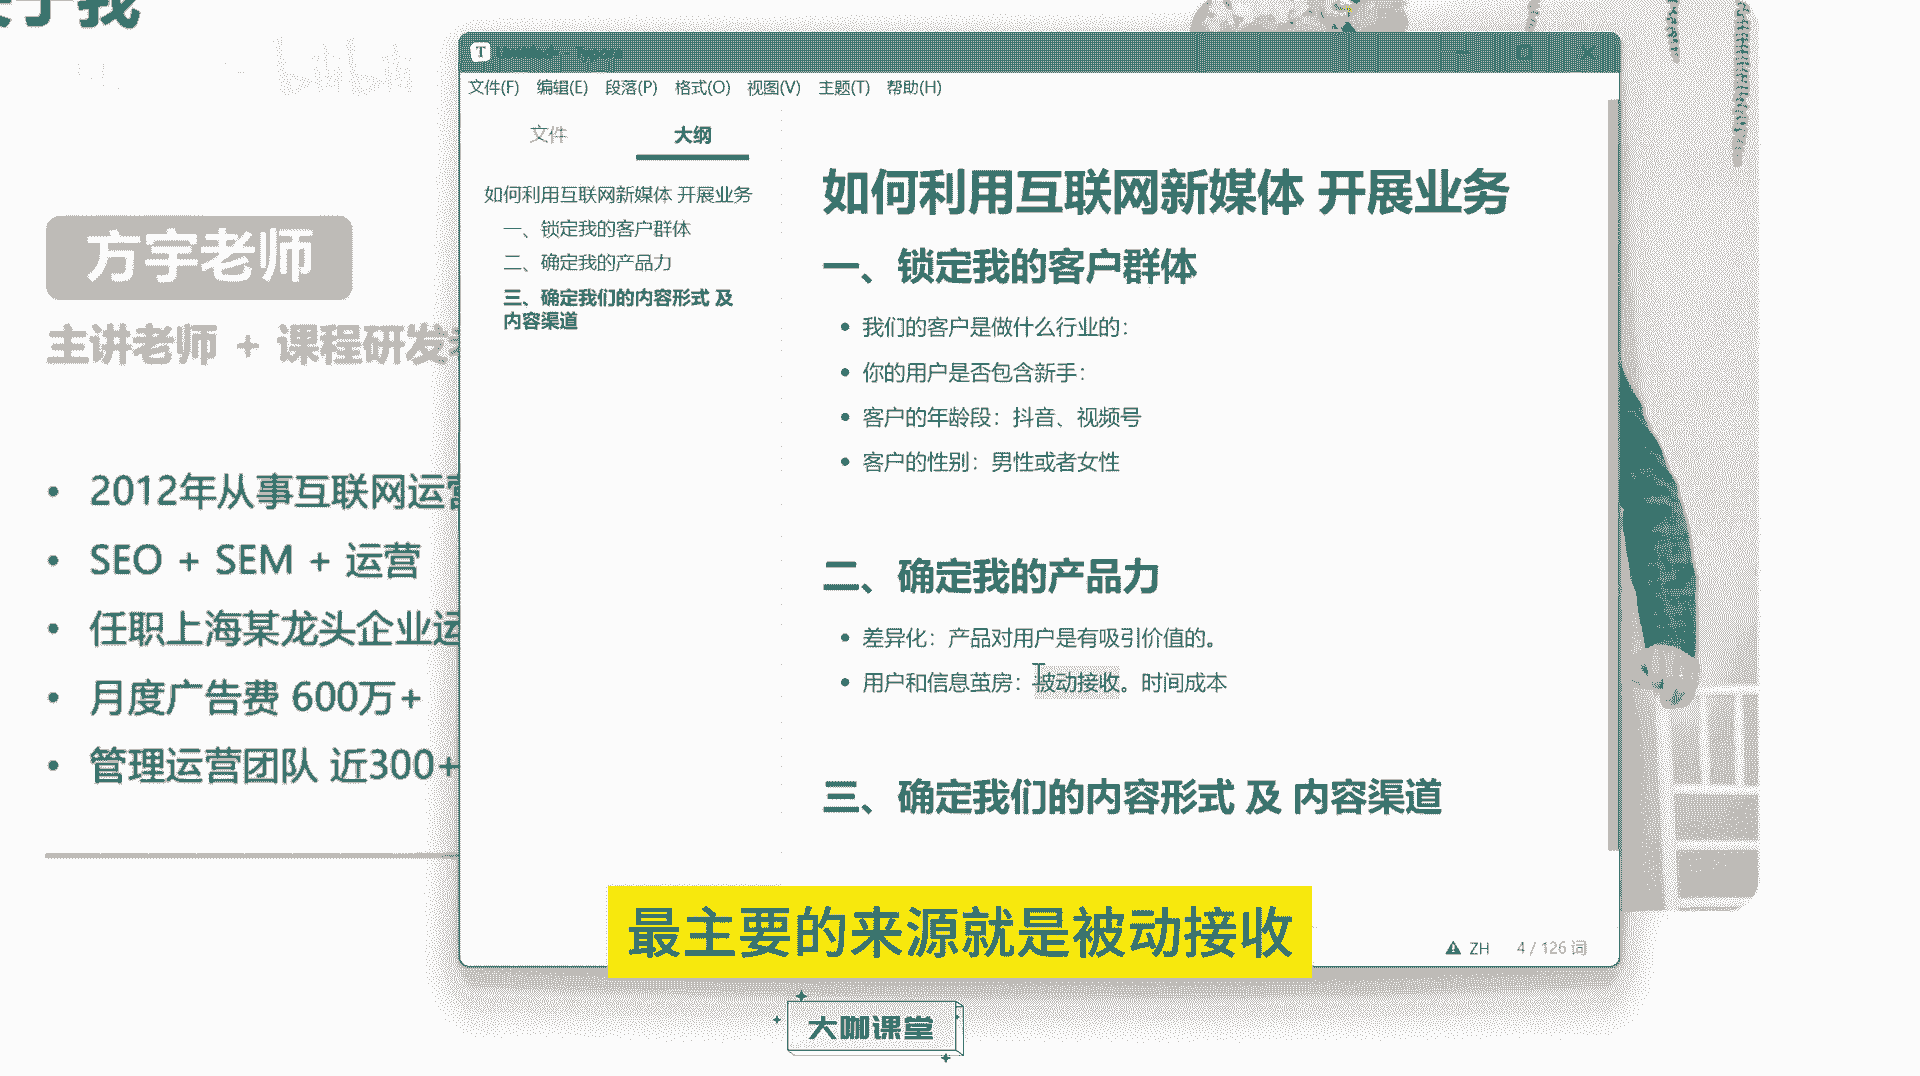 关于我
bilibili
方宇老师
主讲老师 + 课程研发
2012年从事互联网运营
SEO + SEM + 运营
任职上海某龙头企业运
月度广告费 600万+
管理运营团队 近300+
文件(F) 编辑(E) 段落(P) 格式(O) 视图(V) 主题(T) 帮助(H)
文件 大纲
如何利用互联网新媒体 开展业务
一、锁定我的客户群体
二、确定我的产品力
三、确定我们的内容形式 及
内容渠道
如何利用互联网新媒体 开展业务
一、锁定我的客户群体
我们的客户是做什么行业的：
你的用户是否包含新手：
客户的年龄段：抖音、视频号
客户的性别：男性或者女性
二、确定我的产品力
差异化：产品对用户是有吸引价值的。
用户和信息茧房：被动接收。时间成本
三、确定我们的内容形式 及 内容渠道
ZH 4 / 126 词
最主要的来源就是被动接收
大咖课堂